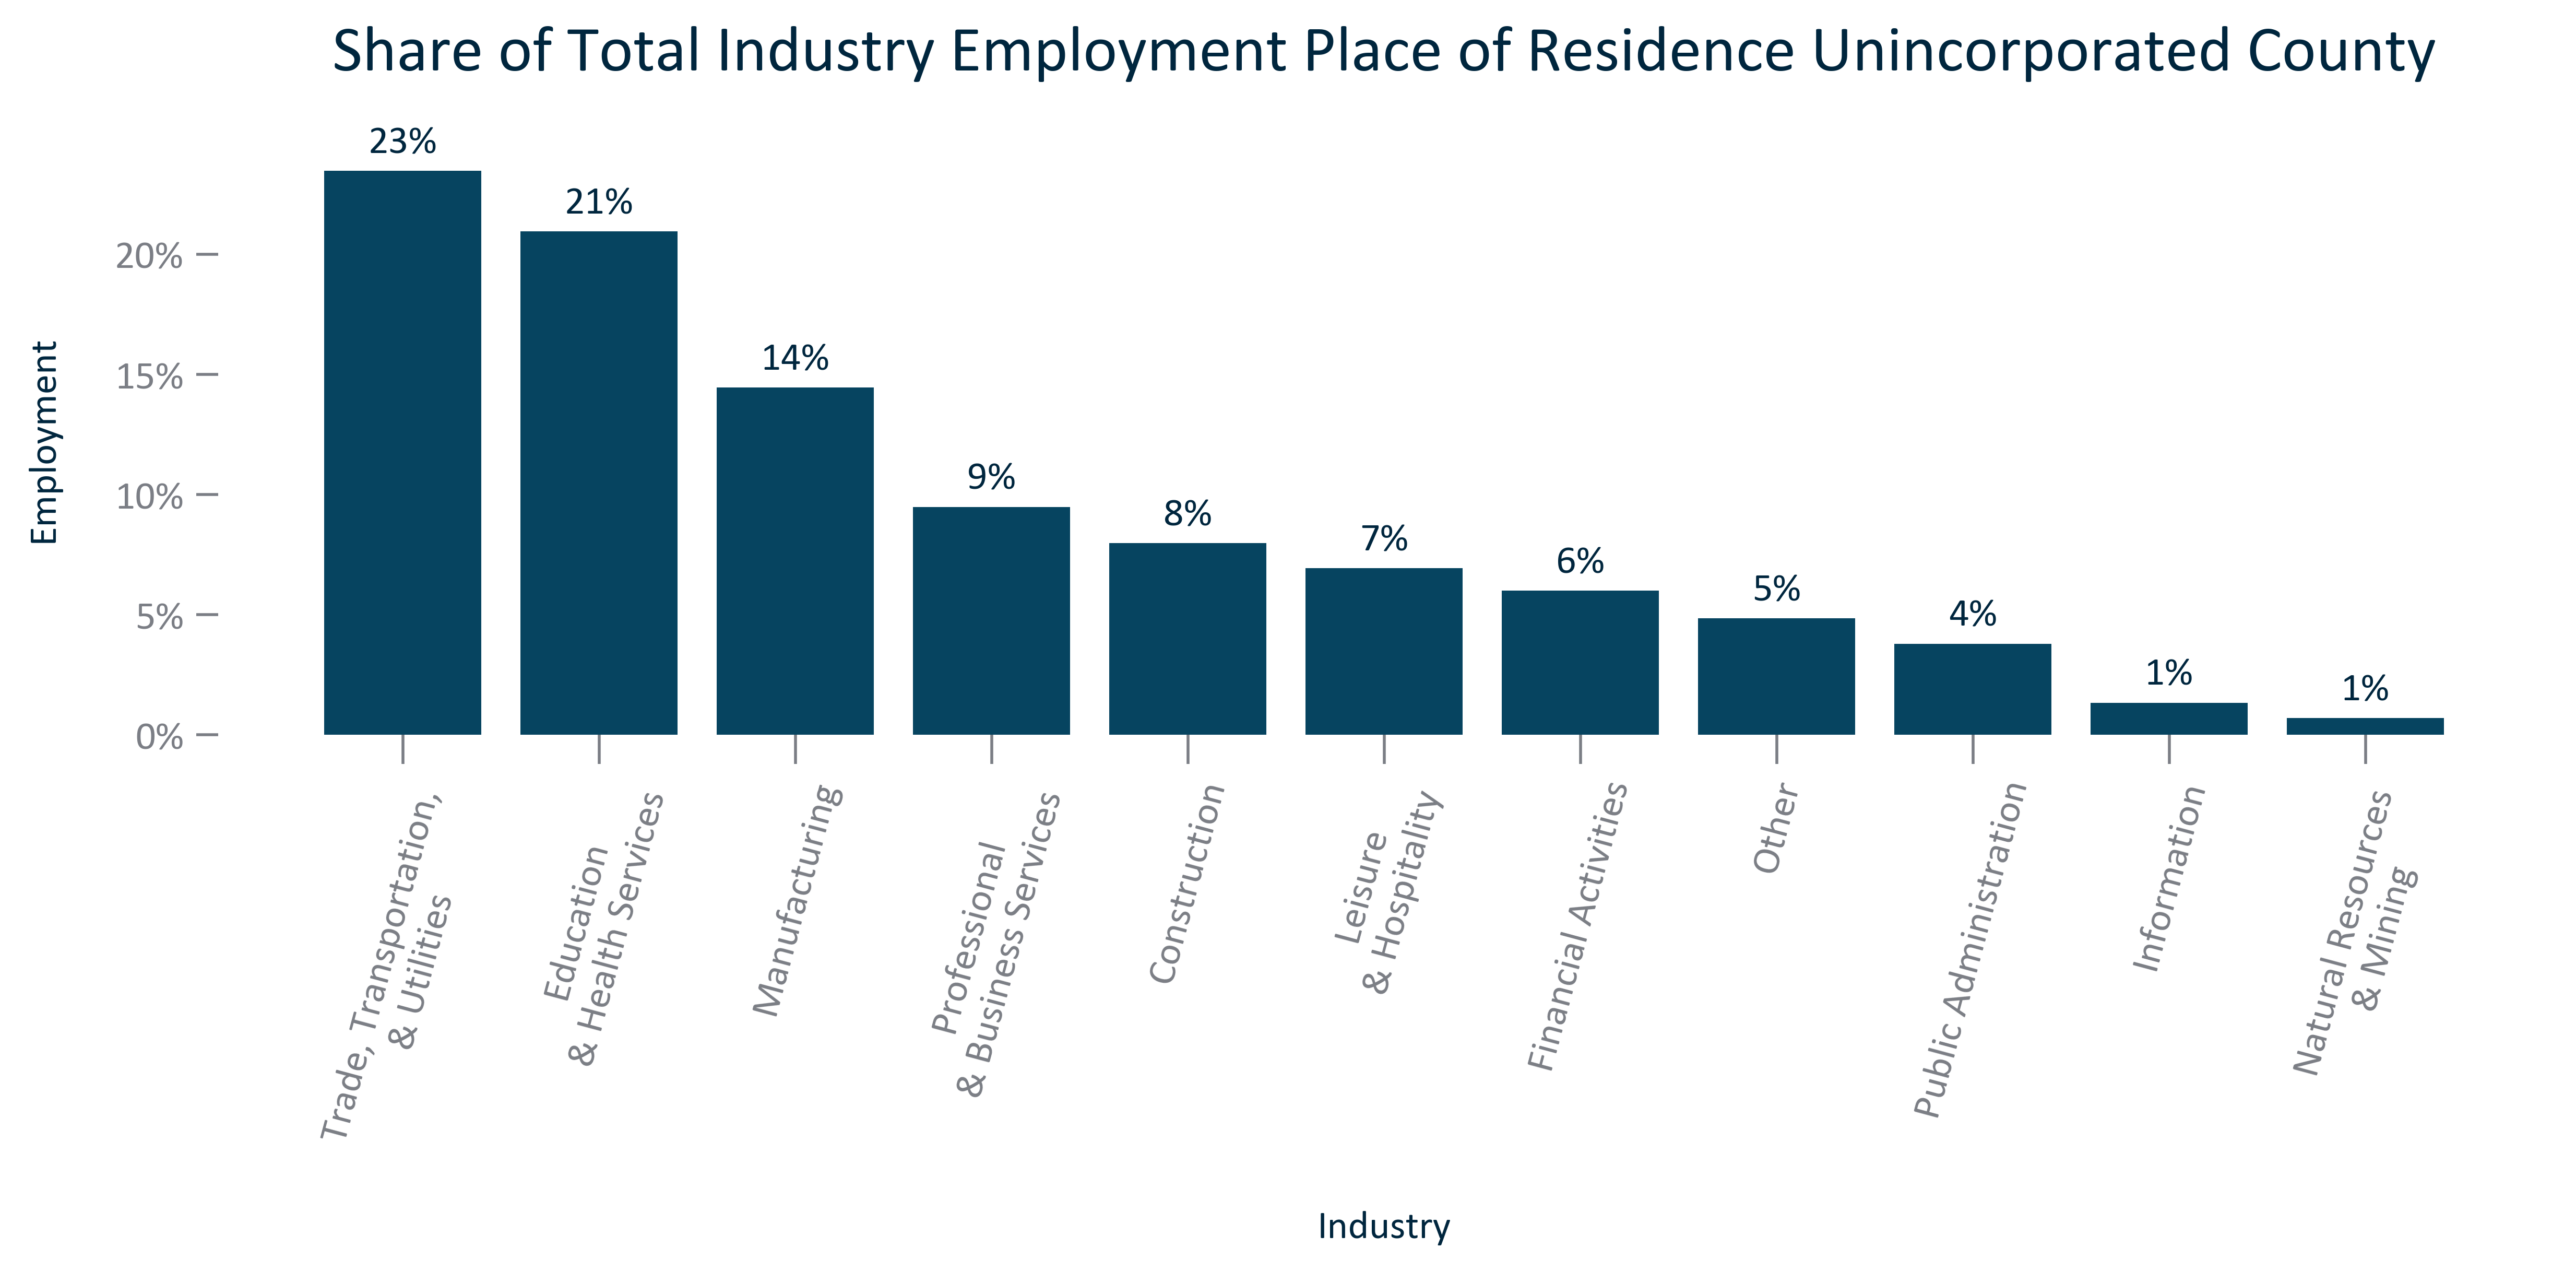 Share of Total Industry Employment Place of Residence Unincorporated County
23%
21%
14%
9%
8%
7%
6%
5%
4%
1%
1%
20%
15%
10%
5%
0%
Employment
Trade, Transportation,
& Utilities
Education
& Health Services
Manufacturing
Professional
& Business Services
Construction
Leisure
& Hospitality
Financial Activities
Other
Public Administration
Information
Natural Resources
& Mining
Industry